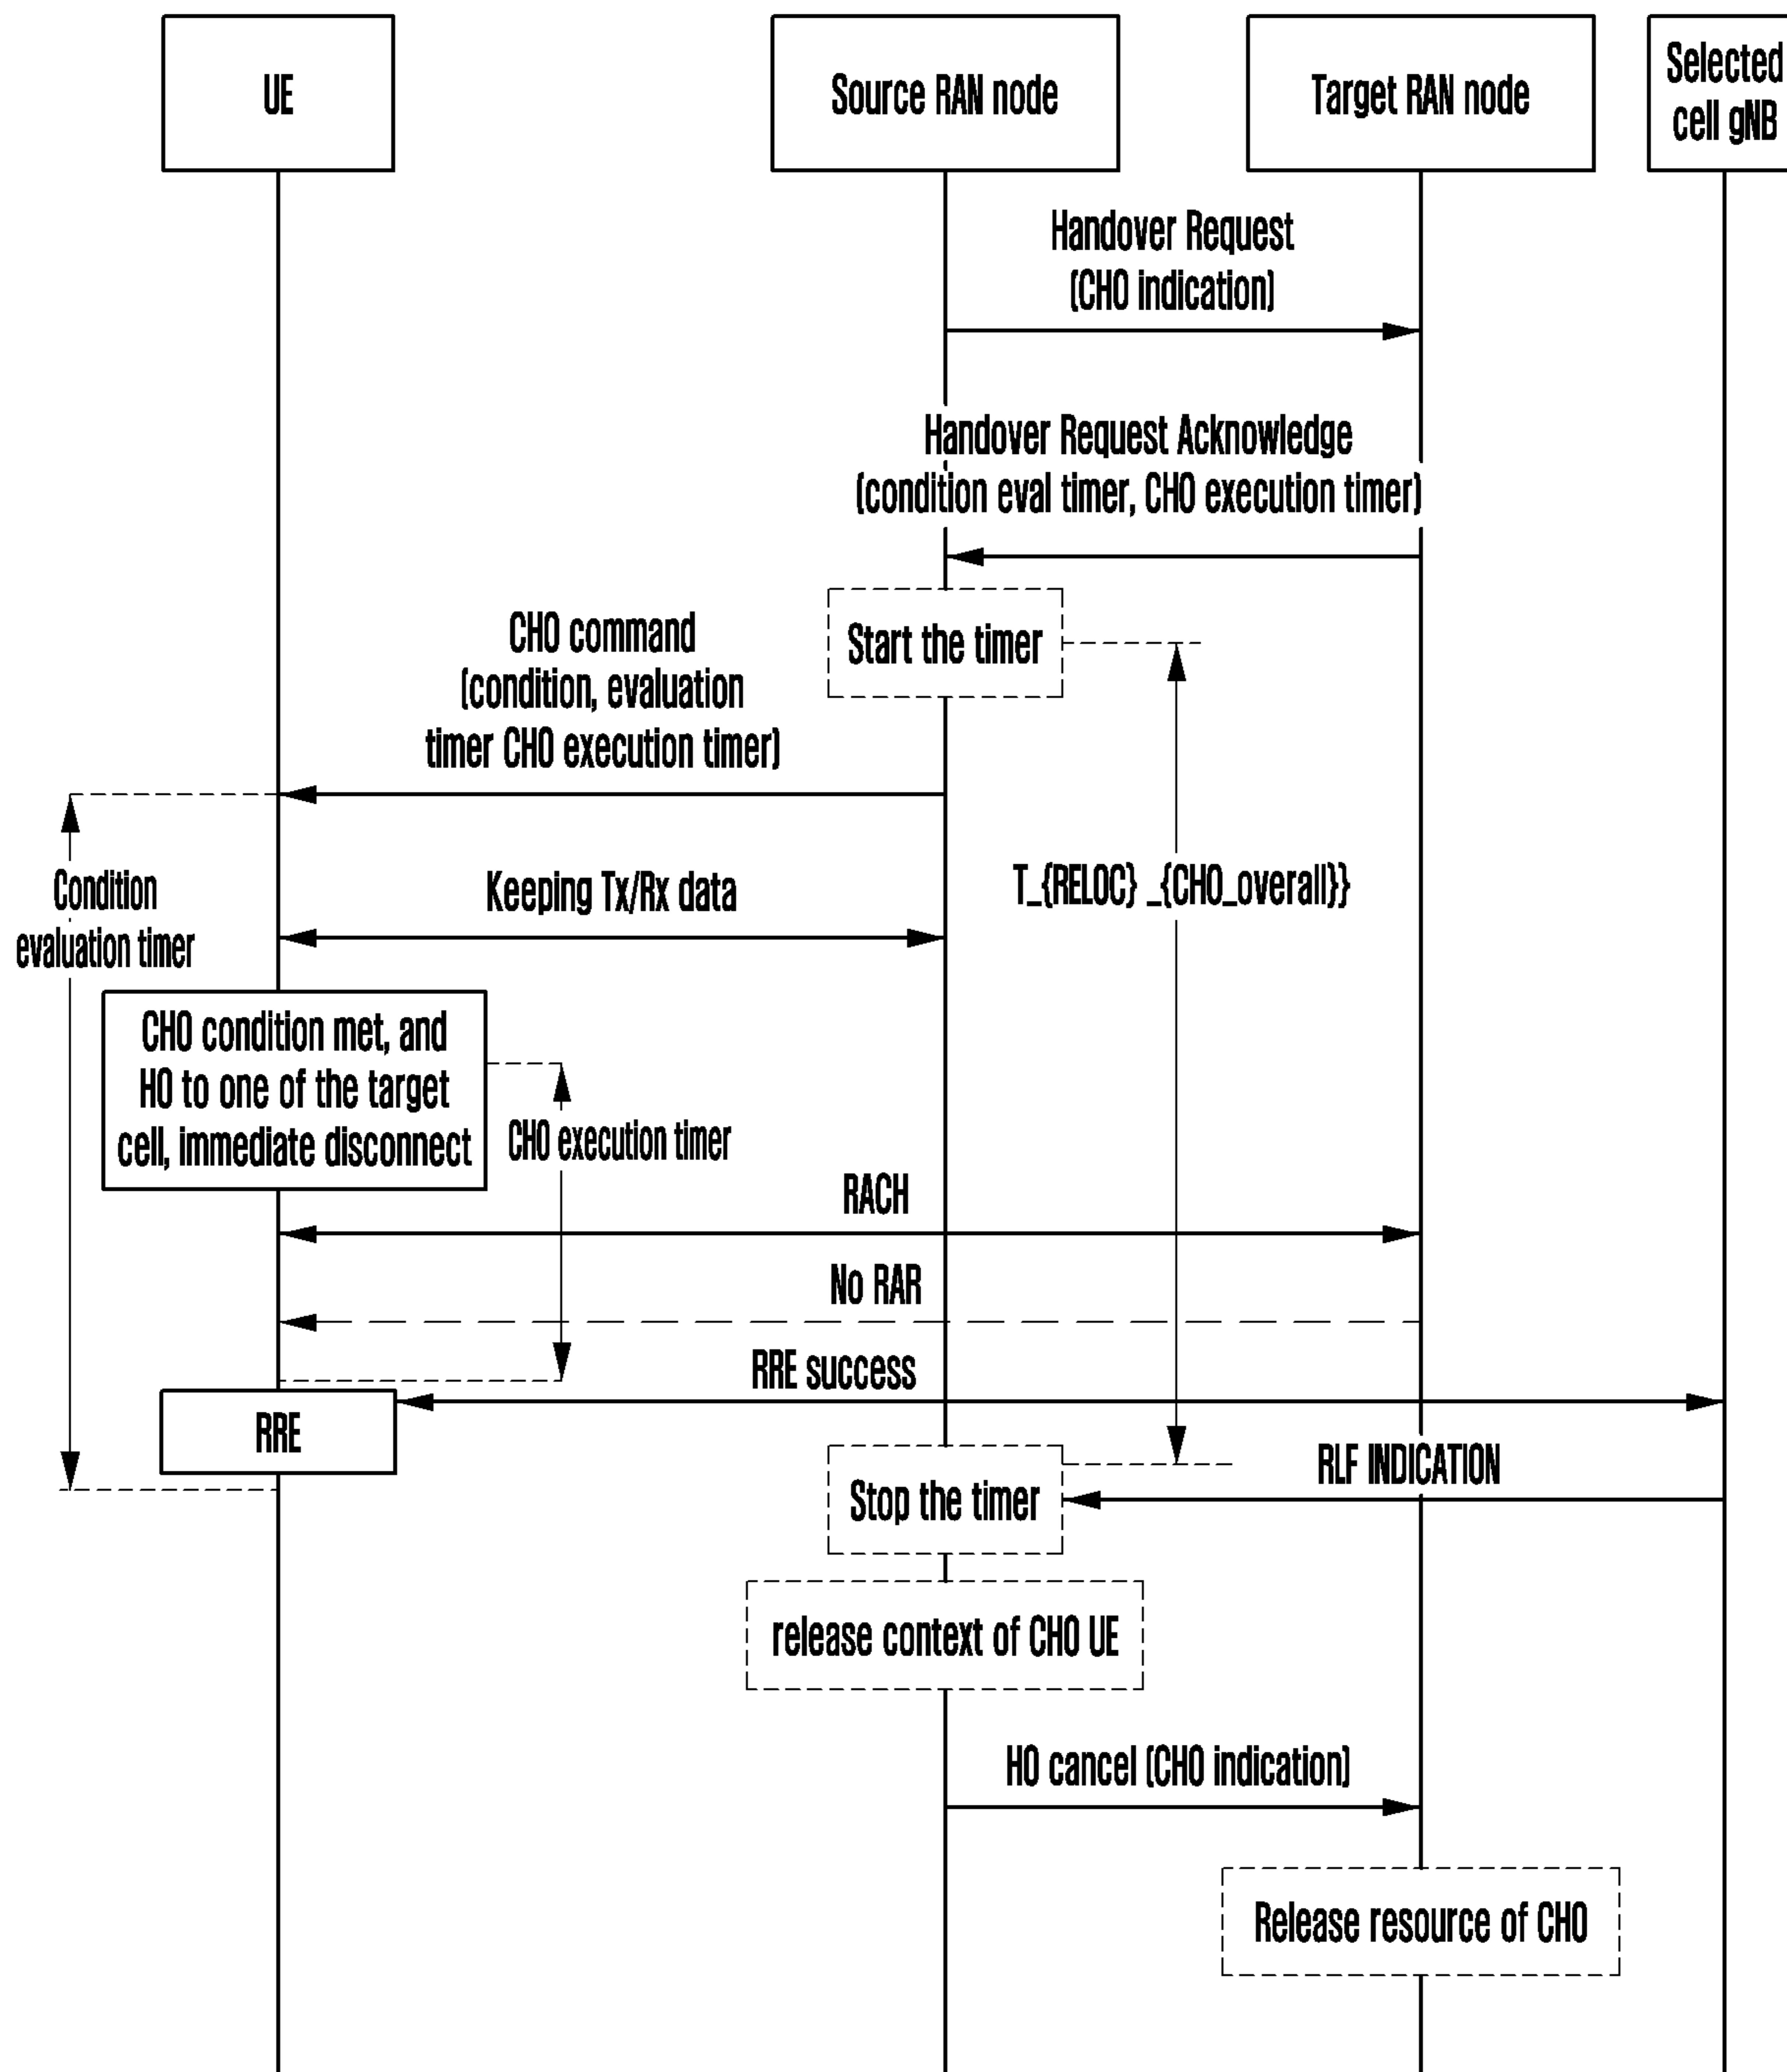 UE
Source RAN node
Target RAN node
Selected
cell gNB
Handover Request
(CHO indication)
Handover Request Acknowledge
(condition eval timer, CHO execution timer)
Start the timer
CHO command
(condition, evaluation
timer CHO execution timer)
Condition
evaluation timer
Keeping Tx/Rx data
T_{RELOC} _{CHO_overall}}
CHO condition met, and
HO to one of the target
cell, immediate disconnect
CHO execution timer
RACH
No RAR
RRE success
RRE
RLF INDICATION
Stop the timer
release context of CHO UE
HO cancel (CHO indication)
Release resource of CHO